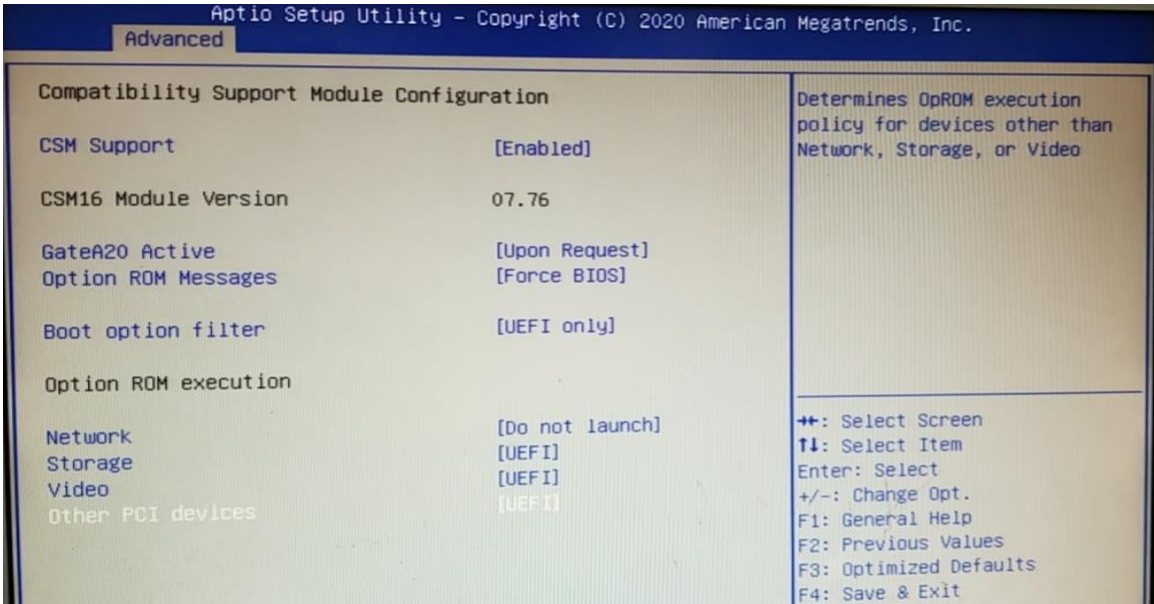 Aptio Setup Utility – Copyright (C) 2020 American Megatrends, Inc.
Advanced
Compatibility Support Module Configuration
CSM Support [Enabled]
CSM16 Module Version 07.76
GateA20 Active [Upon Request]
Option ROM Messages [Force BIOS]
Boot option filter [UEFI only]
Option ROM execution
Network [Do not launch]
Storage [UEFI]
Video [UEFI]
Other PCI devices [UEFI]
Determines OpROM execution
policy for devices other than
Network, Storage, or Video
→←: Select Screen
↑↓: Select Item
Enter: Select
+/-: Change Opt.
F1: General Help
F2: Previous Values
F3: Optimized Defaults
F4: Save & Exit